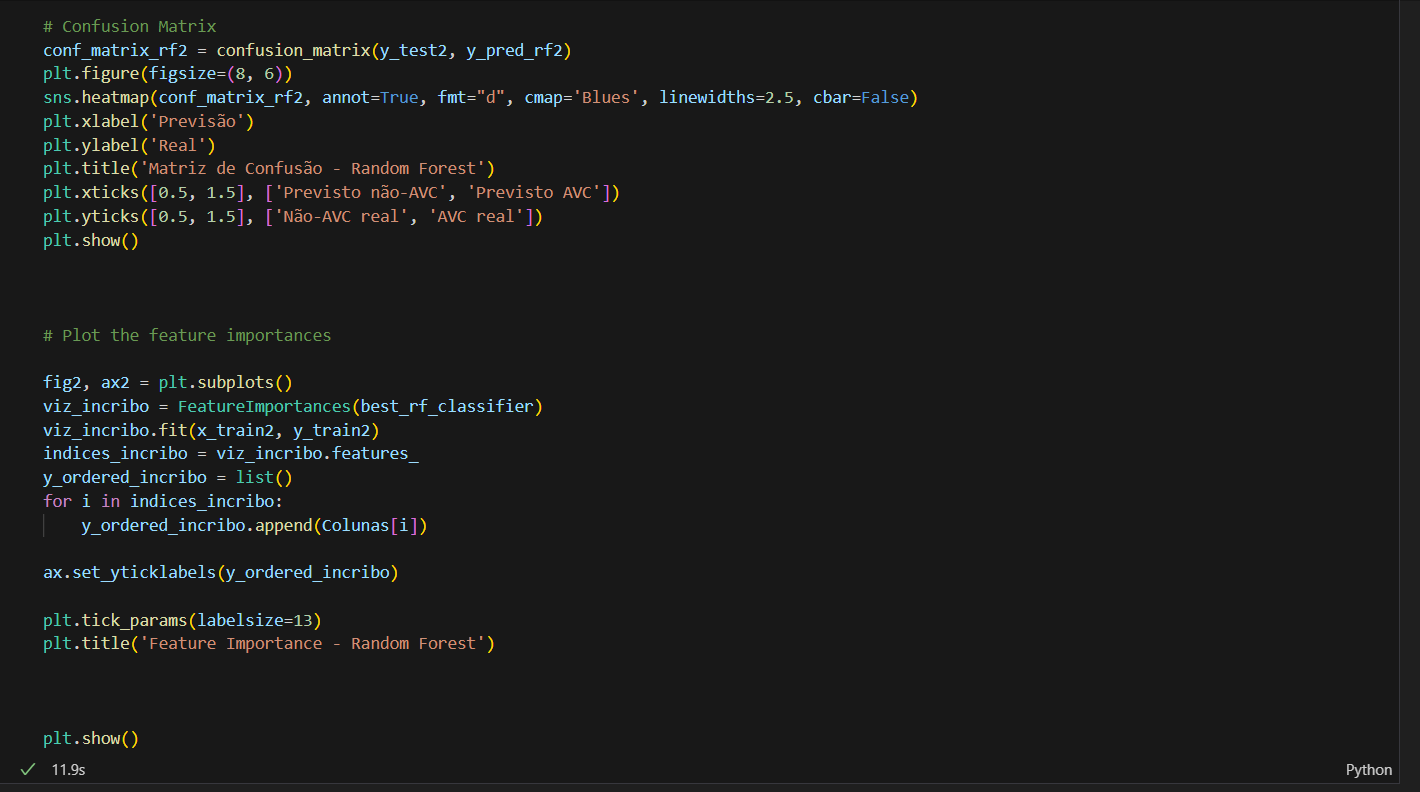 # Confusion Matrix
conf_matrix_rf2 = confusion_matrix(y_test2, y_pred_rf2)
plt.figure(figsize=(8, 6))
sns.heatmap(conf_matrix_rf2, annot=True, fmt="d", cmap='Blues', linewidths=2.5, cbar=False)
plt.xlabel('Previsão')
plt.ylabel('Real')
plt.title('Matriz de Confusão - Random Forest')
plt.xticks([0.5, 1.5], ['Previsto não-AVC', 'Previsto AVC'])
plt.yticks([0.5, 1.5], ['Não-AVC real', 'AVC real'])
plt.show()
# Plot the feature importances
fig2, ax2 = plt.subplots()
viz_incribo = FeatureImportances(best_rf_classifier)
viz_incribo.fit(x_train2, y_train2)
indices_incribo = viz_incribo.features_
y_ordered_incribo = list()
for i in indices_incribo:
    y_ordered_incribo.append(Colunas[i])
ax.set_yticklabels(y_ordered_incribo)
plt.tick_params(labelsize=13)
plt.title('Feature Importance - Random Forest')
plt.show()
11.9s
Python